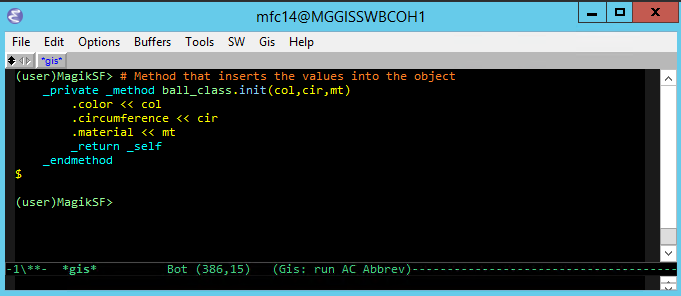 mfc14@MGGISSWBCOH1
File Edit Options Buffers Tools SW Gis Help
*gis*
(user)MagikSF> # Method that inserts the values into the object
    _private _method ball_class.init(col,cir,mt)
        .color << col
        .circumference << cir
        .material << mt
        _return _self
    _endmethod
$
(user)MagikSF>
-1\**-  *gis*          Bot (386,15)   (Gis: run AC Abbrev)--------------------------------------